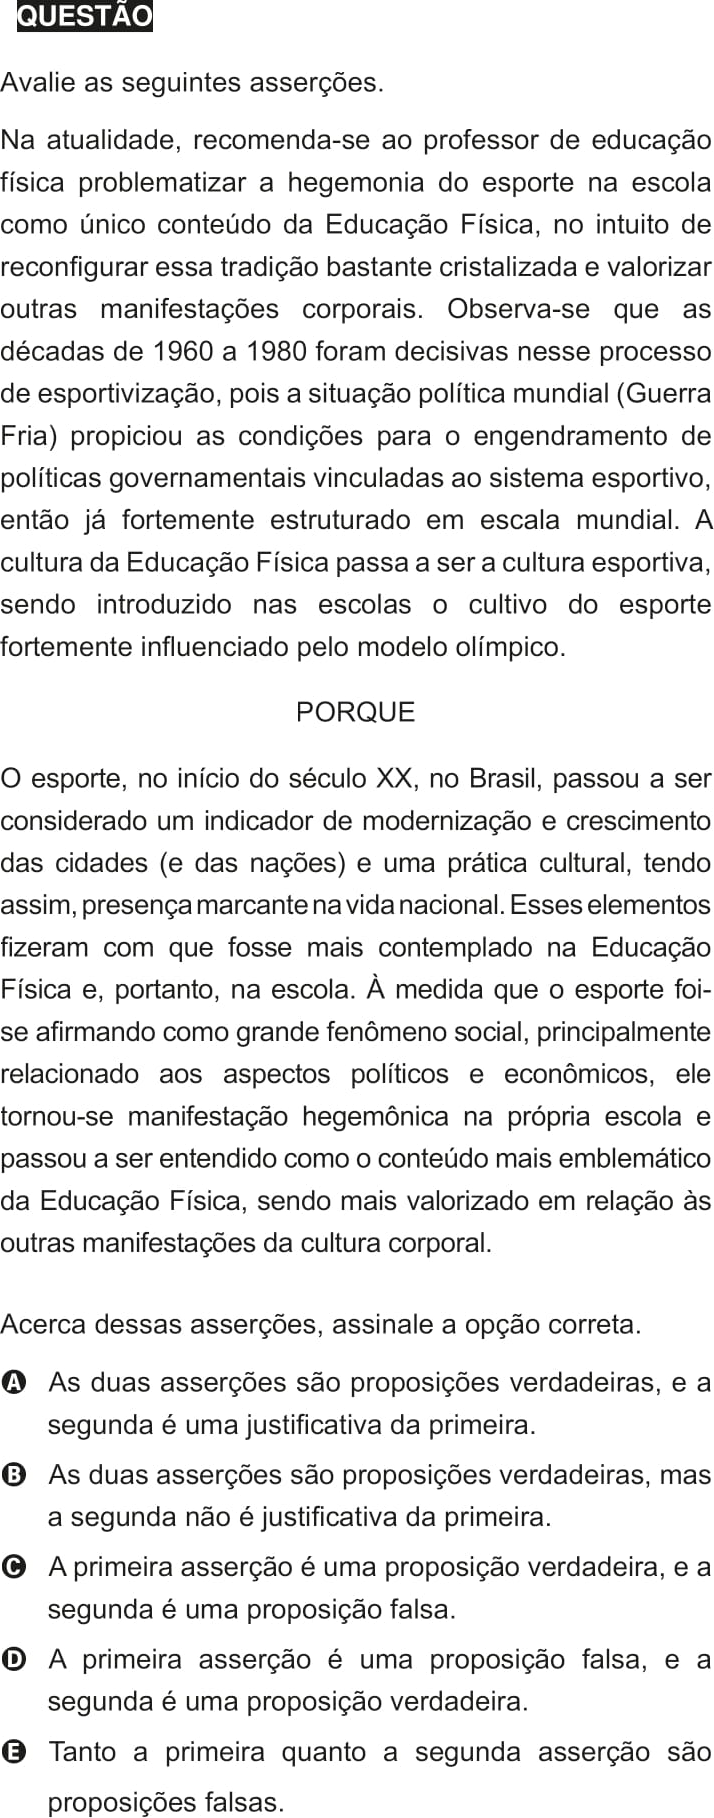 QUESTÃO
Avalie as seguintes asserções.
Na atualidade, recomenda-se ao professor de educação
física problematizar a hegemonia do esporte na escola
como único conteúdo da Educação Física, no intuito de
reconfigurar essa tradição bastante cristalizada e valorizar
outras manifestações corporais. Observa-se que as
décadas de 1960 a 1980 foram decisivas nesse processo
de esportivização, pois a situação política mundial (Guerra
Fria) propiciou as condições para o engendramento de
políticas governamentais vinculadas ao sistema esportivo,
então já fortemente estruturado em escala mundial. A
cultura da Educação Física passa a ser a cultura esportiva,
sendo introduzido nas escolas o cultivo do esporte
fortemente influenciado pelo modelo olímpico.
PORQUE
O esporte, no início do século XX, no Brasil, passou a ser
considerado um indicador de modernização e crescimento
das cidades (e das nações) e uma prática cultural, tendo
assim, presença marcante na vida nacional. Esses elementos
fizeram com que fosse mais contemplado na Educação
Física e, portanto, na escola. À medida que o esporte foi-
se afirmando como grande fenômeno social, principalmente
relacionado aos aspectos políticos e econômicos, ele
tornou-se manifestação hegemônica na própria escola e
passou a ser entendido como o conteúdo mais emblemático
da Educação Física, sendo mais valorizado em relação às
outras manifestações da cultura corporal.
Acerca dessas asserções, assinale a opção correta.
A As duas asserções são proposições verdadeiras, e a
segunda é uma justificativa da primeira.
B As duas asserções são proposições verdadeiras, mas
a segunda não é justificativa da primeira.
C A primeira asserção é uma proposição verdadeira, e a
segunda é uma proposição falsa.
D A primeira asserção é uma proposição falsa, e a
segunda é uma proposição verdadeira.
E Tanto a primeira quanto a segunda asserção são
proposições falsas.